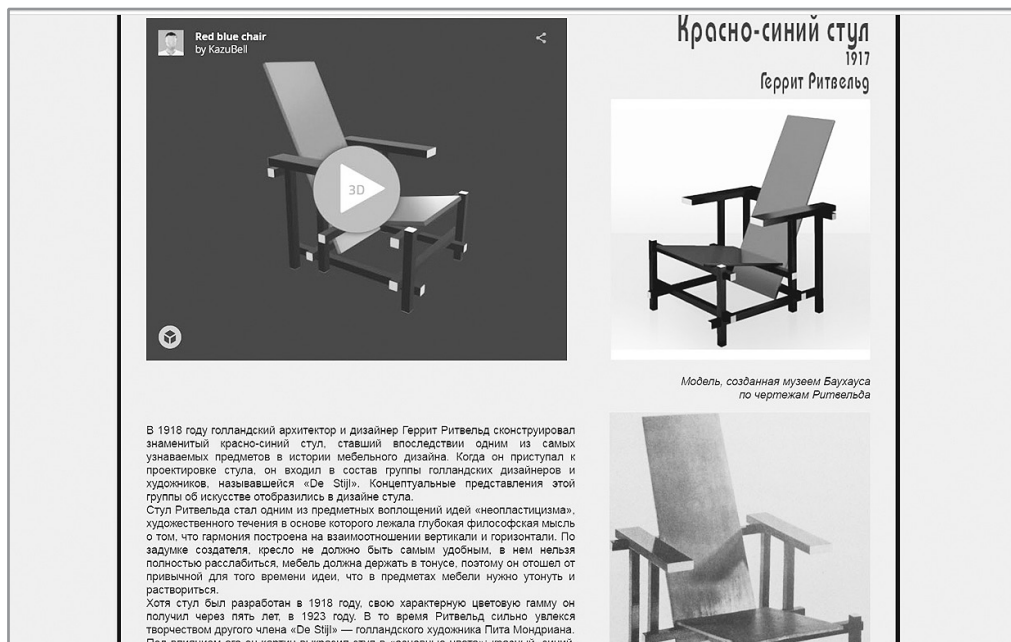 Red blue chair
by KazuBell
3D
Красно-синий стул
1917
Геррит Ритвельд
Модель, созданная музеем Баухауса
по чертежам Ритвельда
В 1918 году голландский архитектор и дизайнер Геррит Ритвельд сконструировал
знаменитый красно-синий стул, ставший впоследствии одним из самых
узнаваемых предметов в истории мебельного дизайна. Когда он приступал к
проектировке стула, он входил в состав группы голландских дизайнеров и
художников, называвшейся «De Stijl». Концептуальные представления этой
группы об искусстве отобразились в дизайне стула.
Стул Ритвельда стал одним из предметных воплощений идей «неопластицизма»,
художественного течения в основе которого лежала глубокая философская мысль
о том, что гармония построена на взаимоотношении вертикали и горизонтали. По
задумке создателя, кресло не должно быть самым удобным, в нем нельзя
полностью расслабиться, мебель должна держать в тонусе, поэтому он отошел от
привычной для того времени идеи, что в предметах мебели нужно утонуть и
раствориться.
Хотя стул был разработан в 1918 году, свою характерную цветовую гамму он
получил через пять лет, в 1923 году. В то время Ритвельд сильно увлекся
творчеством другого члена «De Stijl» — голландского художника Пита Мондриана.